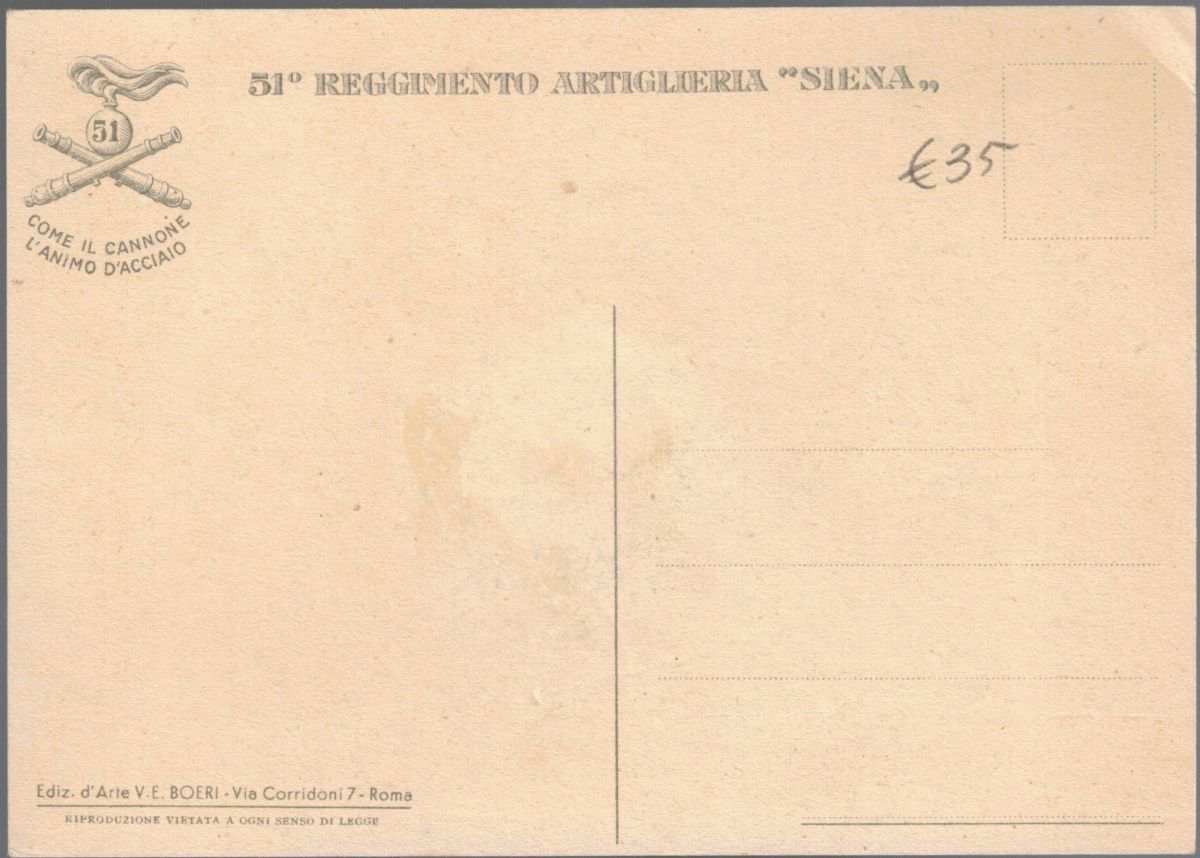 51
COME IL CANNONE
L'ANIMO D'ACCIAIO
51° REGGIMENTO ARTIGLIERIA "SIENA„
€35
Ediz. d'Arte V.E. BOERI - Via Corridoni 7 - Roma
RIPRODUZIONE VIETATA A OGNI SENSO DI LEGGE